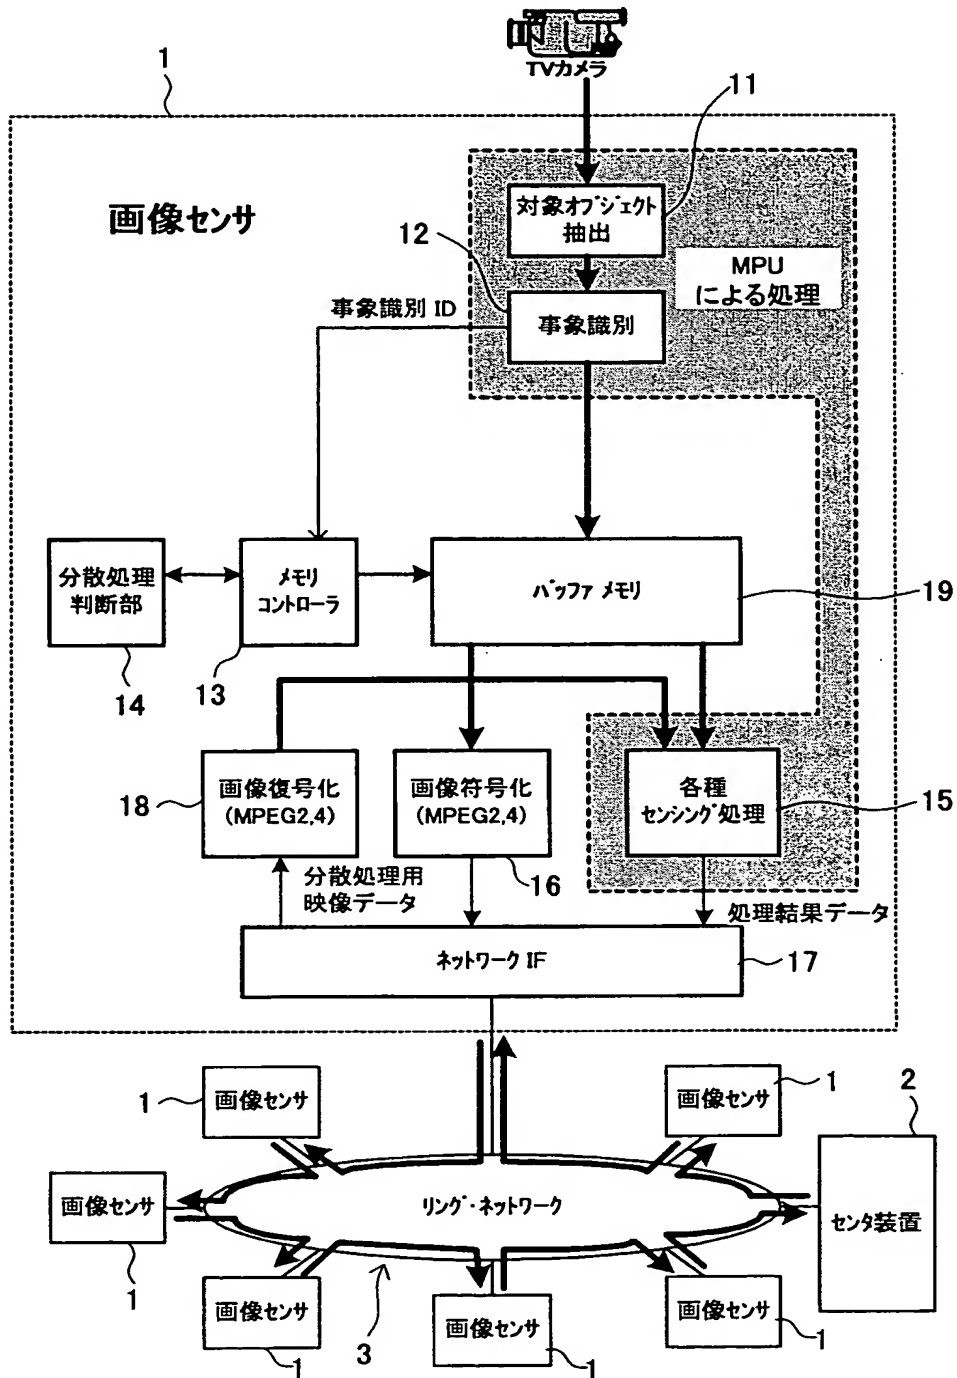 TVカメラ
1
11
画像センサ
対象オブジェクト
抽出
12
MPU
による処理
事象識別 ID
事象識別
分散処理
判断部
メモリ
コントローラ
バッファ メモリ
19
14
13
画像復号化
(MPEG2,4)
18
画像符号化
(MPEG2,4)
各種
センシング処理
15
16
分散処理用
映像データ
処理結果データ
ネットワーク IF
17
1
画像センサ
画像センサ
1
2
画像センサ
リング・ネットワーク
センタ装置
1
画像センサ
3
画像センサ
画像センサ
1
1
1